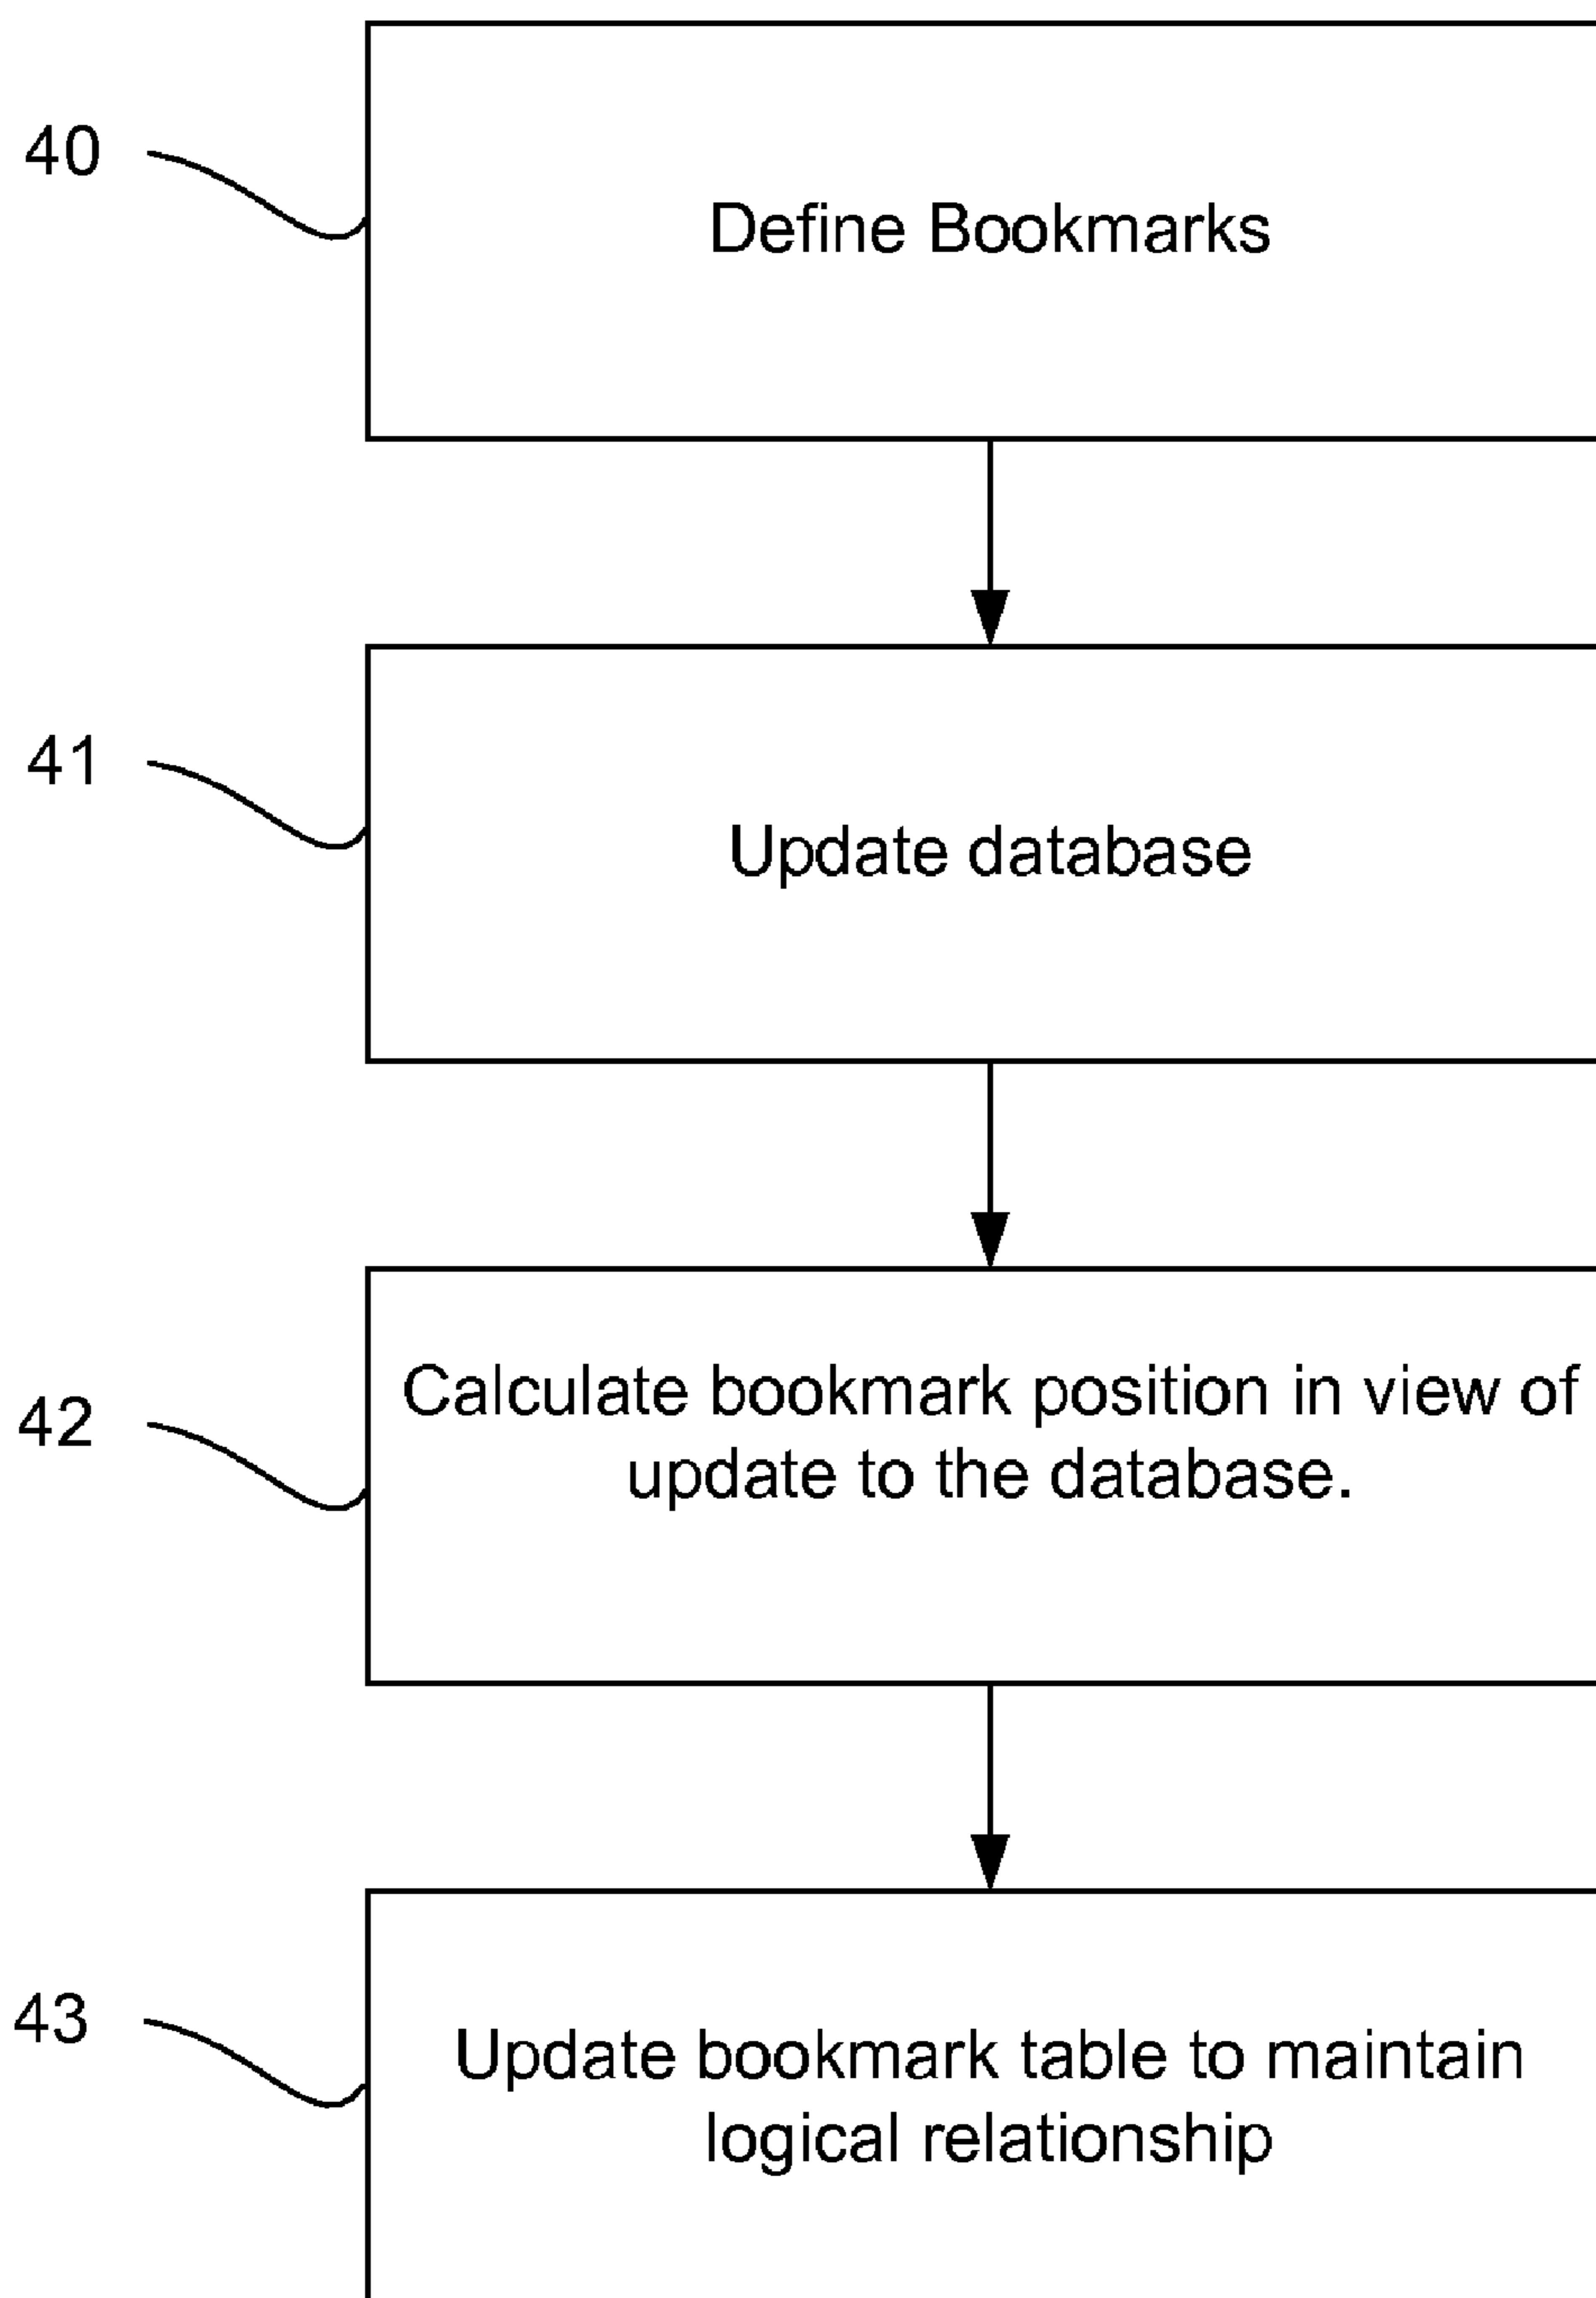 40
Define Bookmarks
41
Update database
42
Calculate bookmark position in view of
update to the database.
43
Update bookmark table to maintain
logical relationship